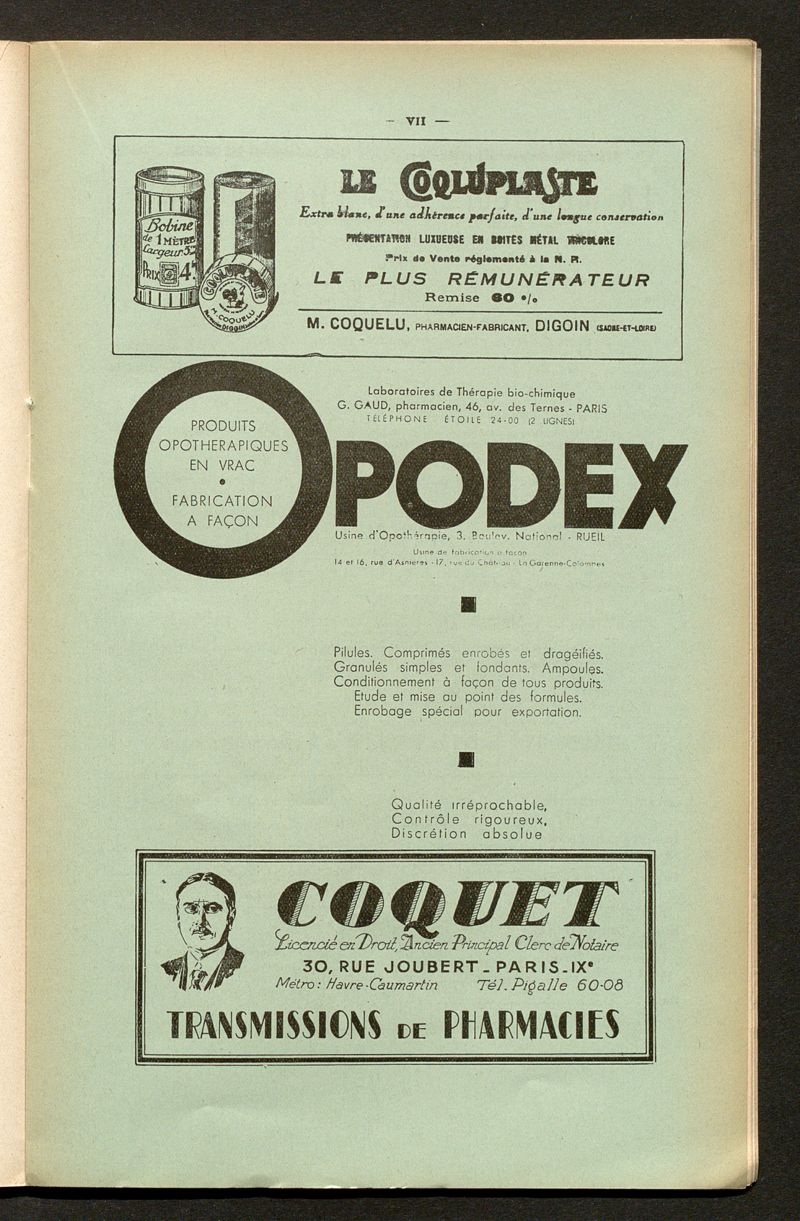 — VII —
LE COQLÚPLASTE
Extra blanc, d'une adhérence parfaite, d'une longue conservation
PRÉSENTATION LUXUEUSE EN BOITES MÉTAL TRICOLORE
Prix de Vente réglementé à la N. R.
LE PLUS RÉMUNÉRATEUR
Remise 60 %
M. COQUELU, PHARMACIEN-FABRICANT, DIGOIN (SAONE-ET-LOIRE)
Bobine
de 1 MÈTRE
Largeur 5
PRIX 4
COQLUPLASTE
M. COQUELU
DIGOIN
PRODUITS
OPOTHERAPIQUES
EN VRAC
•
FABRICATION
A FAÇON
Laboratoires de Thérapie bio-chimique
G. GAUD, pharmacien, 46, av. des Ternes - PARIS
TÉLÉPHONE ÉTOILE 24-00 (2 LIGNES)
OPODEX
Usine d'Opothérapie, 3, Boulev. National - RUEIL
Usine de fabrication à façon
14 et 16, rue d'Asnières - 17, rue du Château - La Garenne-Colombes
Pilules. Comprimés enrobés et dragéifiés.
Granulés simples et fondants. Ampoules.
Conditionnement à façon de tous produits.
Etude et mise au point des formules.
Enrobage spécial pour exportation.
Qualité irréprochable,
Contrôle rigoureux,
Discrétion absolue
COQUET
Licencié en Droit, Ancien Principal Clerc de Notaire
30, RUE JOUBERT - PARIS-IXe
Métro : Havre-Caumartin Tél. Pigalle 60-08
TRANSMISSIONS DE PHARMACIES